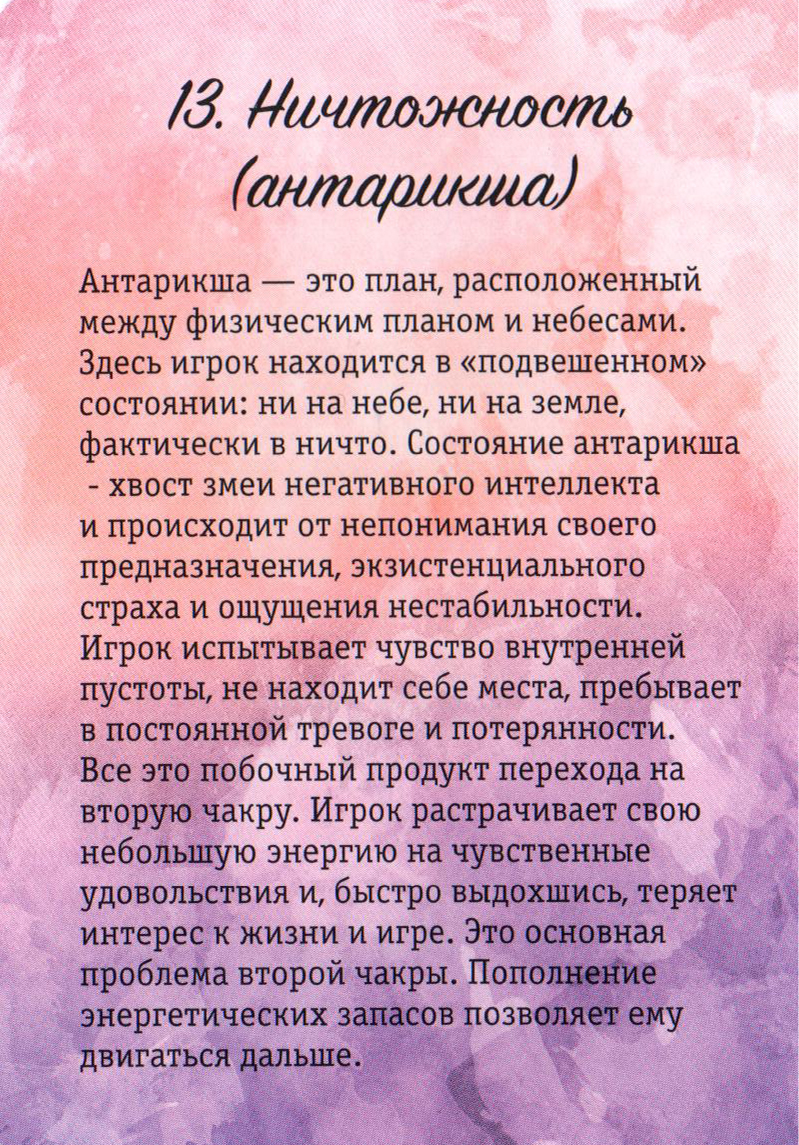 13. Ничтожность
(антарикша)
Антарикша — это план, расположенный
между физическим планом и небесами.
Здесь игрок находится в «подвешенном»
состоянии: ни на небе, ни на земле,
фактически в ничто. Состояние антарикша
- хвост змеи негативного интеллекта
и происходит от непонимания своего
предназначения, экзистенциального
страха и ощущения нестабильности.
Игрок испытывает чувство внутренней
пустоты, не находит себе места, пребывает
в постоянной тревоге и потерянности.
Все это побочный продукт перехода на
вторую чакру. Игрок растрачивает свою
небольшую энергию на чувственные
удовольствия и, быстро выдохшись, теряет
интерес к жизни и игре. Это основная
проблема второй чакры. Пополнение
энергетических запасов позволяет ему
двигаться дальше.